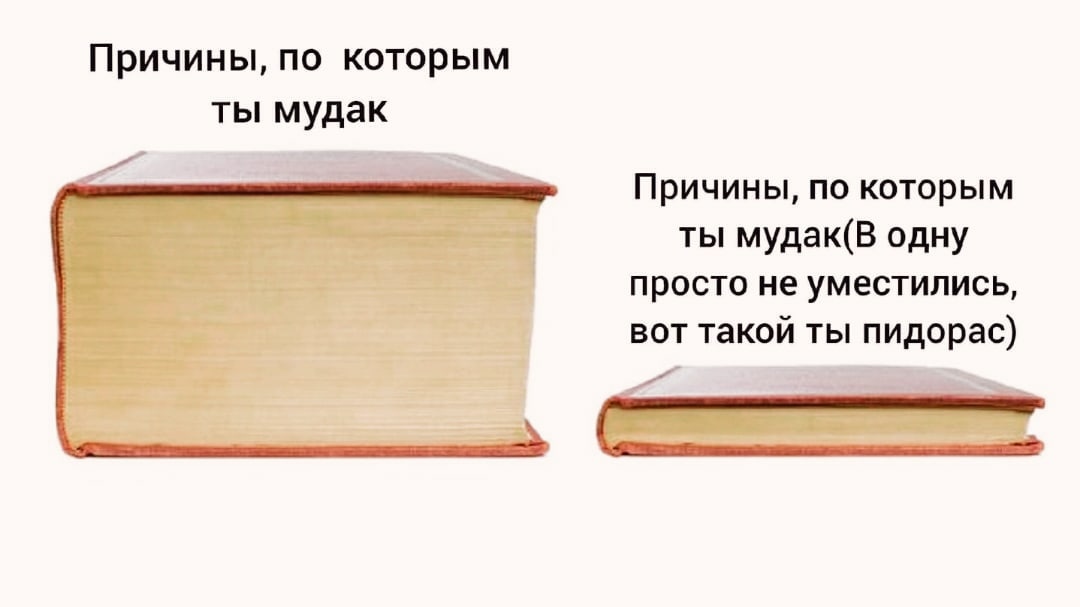 Причины, по которым
ты мудак
Причины, по которым
ты мудак(В одну
просто не уместились,
вот такой ты пидорас)